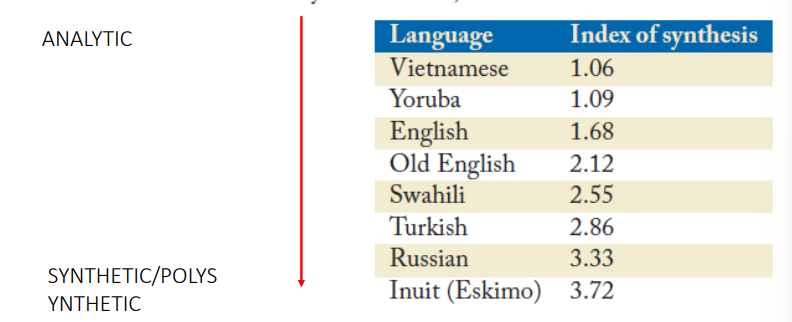 ANALYTIC
Language Index of synthesis
Vietnamese 1.06
Yoruba 1.09
English 1.68
Old English 2.12
Swahili 2.55
Turkish 2.86
Russian 3.33
Inuit (Eskimo) 3.72
SYNTHETIC/POLYS
YNTHETIC